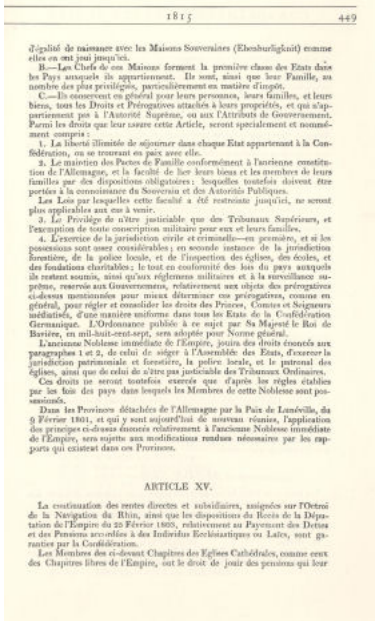 1815
449
d'égalité de naissance avec les Maisons Souveraines (Ebenburligknit) comme
elles en ont joui jusqu'ici.
B.—Les Chefs de ces Maisons forment la première classe des Etats dans
les Pays auxquels ils appartiennent. Ils sont, ainsi que leur Famille, au
nombre des plus privilégiés, particulièrement en matière d'impôt.
C.—Ils conservent en général pour leurs personnes, leurs familles, et leurs
biens, tous les Droits et Prérogatives attachés à leurs propriétés, et qui n'ap-
partiennent pas à l'Autorité Suprême, ou aux l'Attributs de Gouvernement.
Parmi les droits que leur assure cette Article, seront spécialement et nommé-
ment compris :
1. La liberté illimitée de séjourner dans chaque Etat appartenant à la Con-
fédération, ou se trouvant en paix avec elle.
2. Le maintien des Pactes de Famille conformément à l'ancienne constitu-
tion de l'Allemagne, et la faculté de lier leurs biens et les membres de leurs
familles par des dispositions obligatoires : lesquelles toutefois doivent être
portées à la connaissance du Souverain et des Autorités Publiques.
Les Lois par lesquelles cette faculté a été restreinte jusqu'ici, ne seront
plus applicables aux cas à venir.
3. Le Privilége de n'être justiciable que des Tribunaux Supérieurs, et
l'exemption de toute conscription militaire pour eux et leurs familles.
4. L'exercice de la jurisdiction civile et criminelle—en première, et si les
possessions sont assez considérables ; en seconde instance de la jurisdiction
forestière, de la police locale, et de l'inspection des églises, des écoles, et
des fondations charitables ; le tout en conformité des lois du pays auxquels
ils restent soumis, ainsi qu'aux règlemens militaires et à la surveillance su-
prême, reservée aux Gouvernemens, relativement aux objets des prérogatives
ci-dessus mentionnées pour mieux déterminer ces prérogatives, comme en
général, pour régler et consolider les droits des Princes, Comtes et Seigneurs
médiatisés, d'une manière uniforme dans tous les Etats de la Confédération
Germanique. L'Ordonnance publiée à ce sujet par Sa Majesté le Roi de
Bavière, en mil-huit-cent-sept, sera adoptée pour Norme général.
L'ancienne Noblesse immédiate de l'Empire, jouira des droits énoncés aux
paragraphes 1 et 2, de celui de siéger à l'Assemblée des Etats, d'exercer la
jurisdiction patrimoniale et forestière, la police locale, et le patronal des
églises, ainsi que de celui de n'être pas justiciable des Tribunaux Ordinaires.
Ces droits ne seront toutefois exercés que d'après les règles établies
par les lois des pays dans lesquels les Membres de cette Noblesse sont pos-
sessionés.
Dans les Provinces détachées de l'Allemagne par la Paix de Lunéville, du
9 Février 1801, et qui y sont aujourd'hui de nouveau réunies, l'application
des principes ci-dessus énoncés relativement à l'ancienne Noblesse immédiate
de l'Empire, sera sujette aux modifications rendues nécessaires par les rap-
ports qui existent dans ces Provinces.
ARTICLE XV.
La continuation des rentes directes et subsidiaires, assignées sur l'Octroi
de la Navigation du Rhin, ainsi que les dispositions du Recès de la Dépu-
tation de l'Empire du 25 Février 1803, relativement au Payement des Dettes
et des Pensions accordées à des Individus Ecclésiastiques ou Laïcs, sont ga-
ranties par la Confédération.
Les Membres des ci-devant Chapitres des Eglises Cathédrales, comme ceux
des Chapitres libres de l'Empire, ont le droit de jouir des pensions qui leur